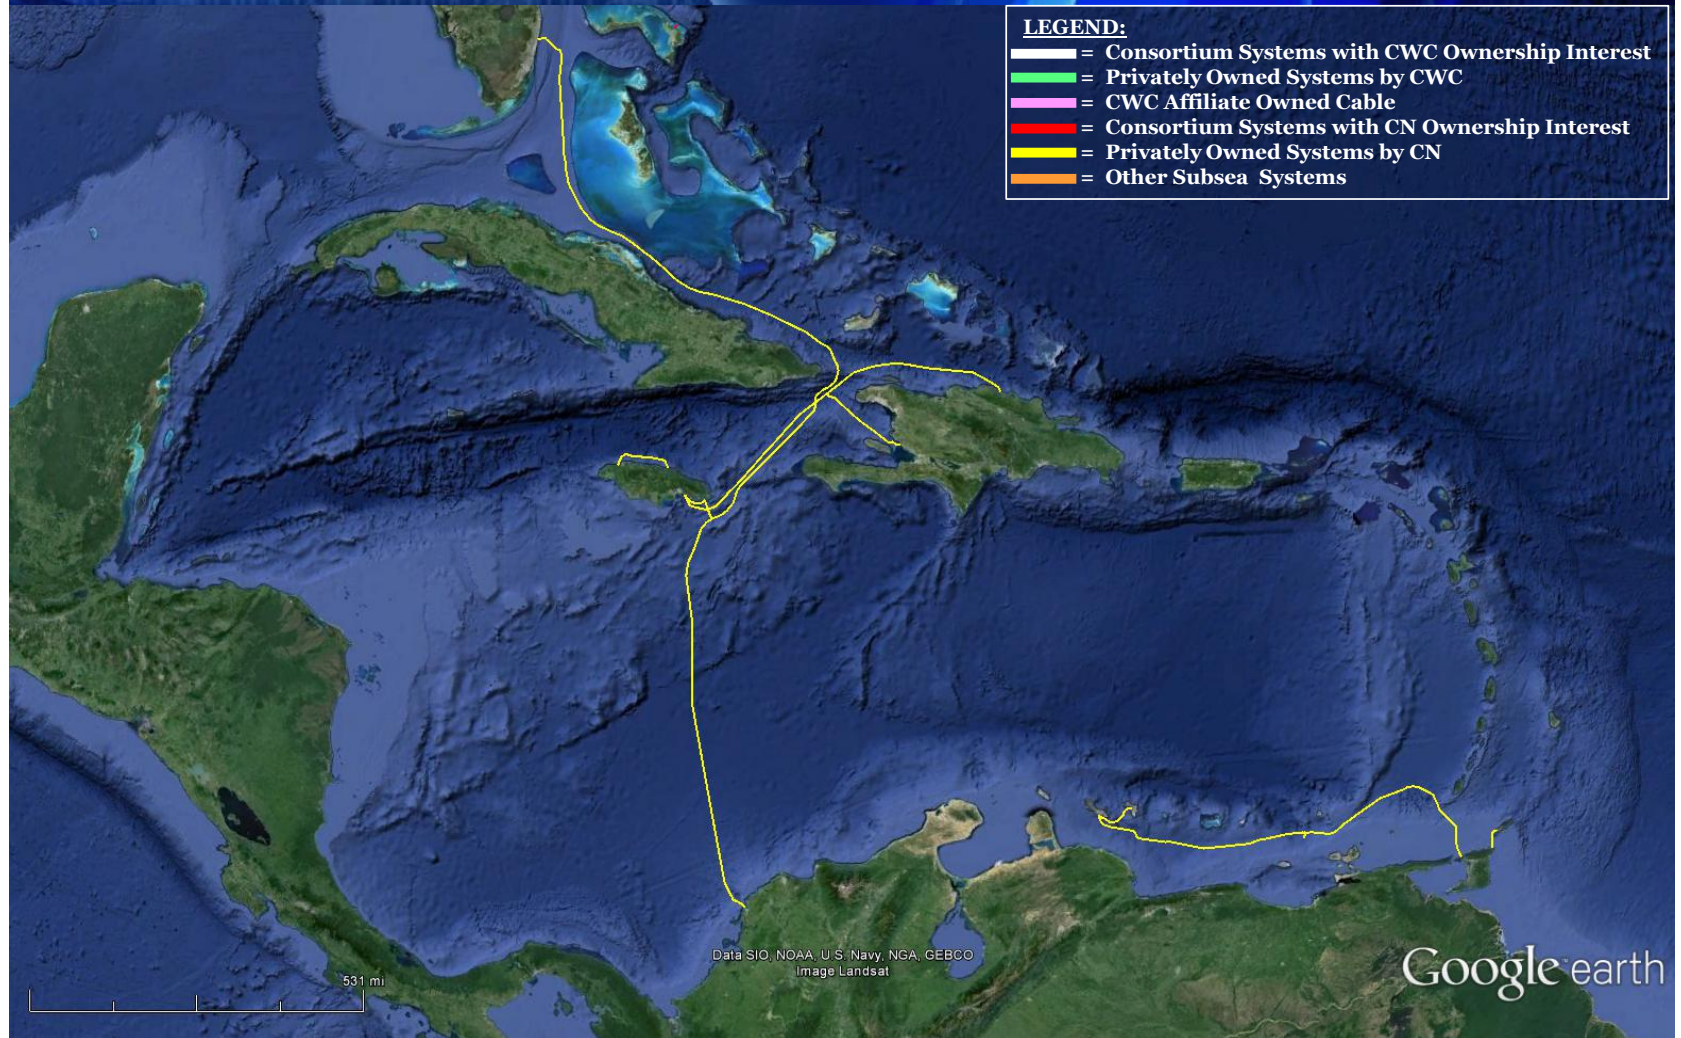 LEGEND:
= Consortium Systems with CWC Ownership Interest
= Privately Owned Systems by CWC
= CWC Affiliate Owned Cable
= Consortium Systems with CN Ownership Interest
= Privately Owned Systems by CN
= Other Subsea Systems
Data SIO, NOAA, U.S. Navy, NGA, GEBCO
Image Landsat
531 mi
Google earth